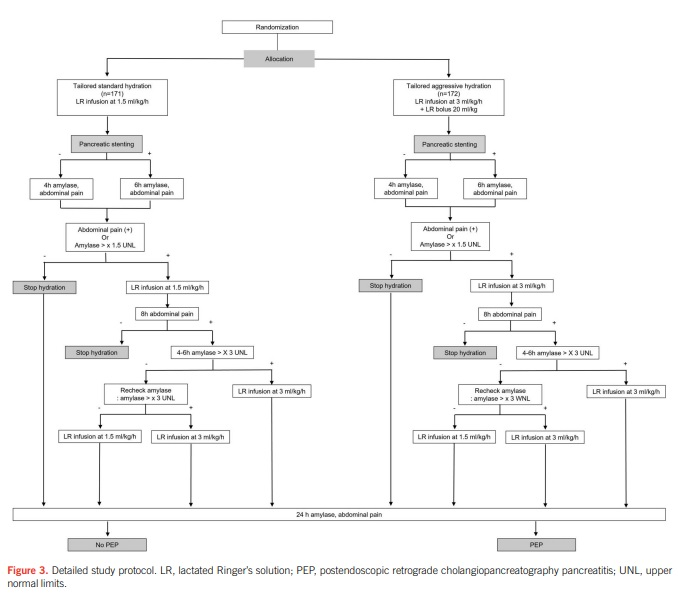 Randomization
Allocation
Tailored standard hydration
(n=171)
LR infusion at 1.5 ml/kg/h
Tailored aggressive hydration
(n=172)
LR infusion at 3 ml/kg/h
+ LR bolus 20 ml/kg
Pancreatic stenting
Pancreatic stenting
- +
- +
4h amylase,
abdominal pain
6h amylase,
abdominal pain
4h amylase,
abdominal pain
6h amylase,
abdominal pain
Abdominal pain (+)
Or
Amylase > x 1.5 UNL
Abdominal pain (+)
Or
Amylase > x 1.5 UNL
- +
- +
Stop hydration
LR infusion at 1.5 ml/kg/h
Stop hydration
LR infusion at 3 ml/kg/h
8h abdominal pain
8h abdominal pain
- +
- +
Stop hydration
4-6h amylase > X 3 UNL
Stop hydration
4-6h amylase > X 3 UNL
- +
- +
Recheck amylase
: amylase > x 3 UNL
LR infusion at 3 ml/kg/h
Recheck amylase
: amylase > x 3 WNL
LR infusion at 3 ml/kg/h
- +
- +
LR infusion at 1.5 ml/kg/h
LR infusion at 3 ml/kg/h
LR infusion at 1.5 ml/kg/h
LR infusion at 3 ml/kg/h
24 h amylase, abdominal pain
No PEP
PEP
Figure 3. Detailed study protocol. LR, lactated Ringer's solution; PEP, postendoscopic retrograde cholangiopancreatography pancreatitis; UNL, upper
normal limits.